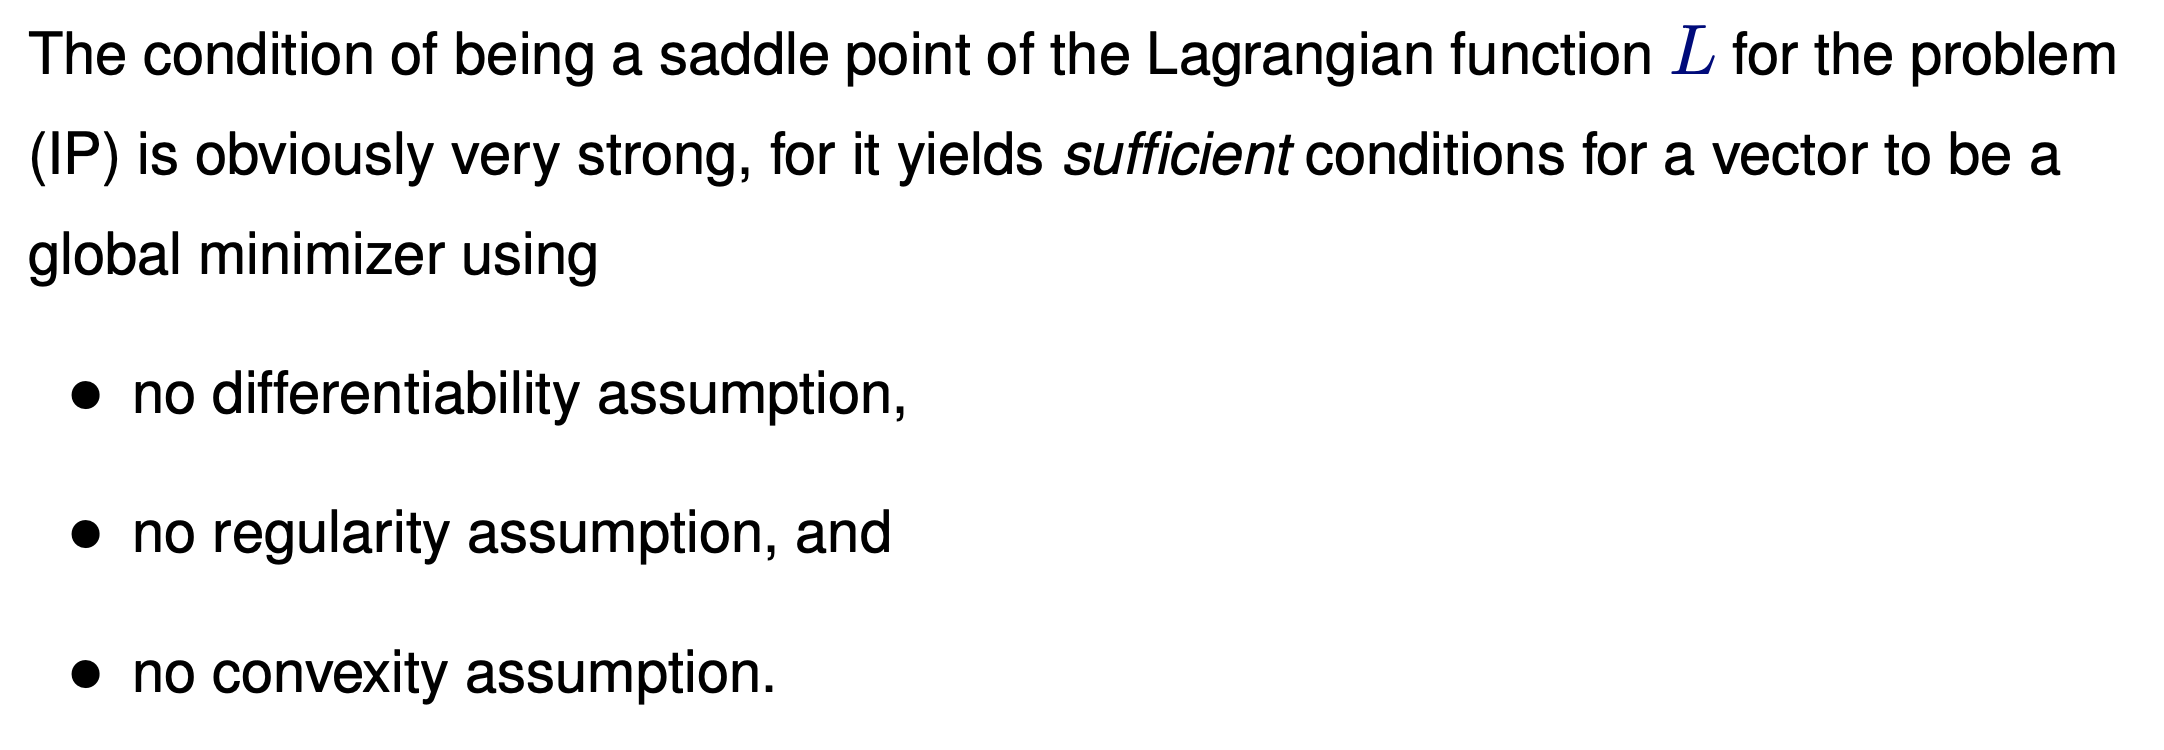 The condition of being a saddle point of the Lagrangian function L for the problem
(IP) is obviously very strong, for it yields sufficient conditions for a vector to be a
global minimizer using
● no differentiability assumption,
● no regularity assumption, and
● no convexity assumption.